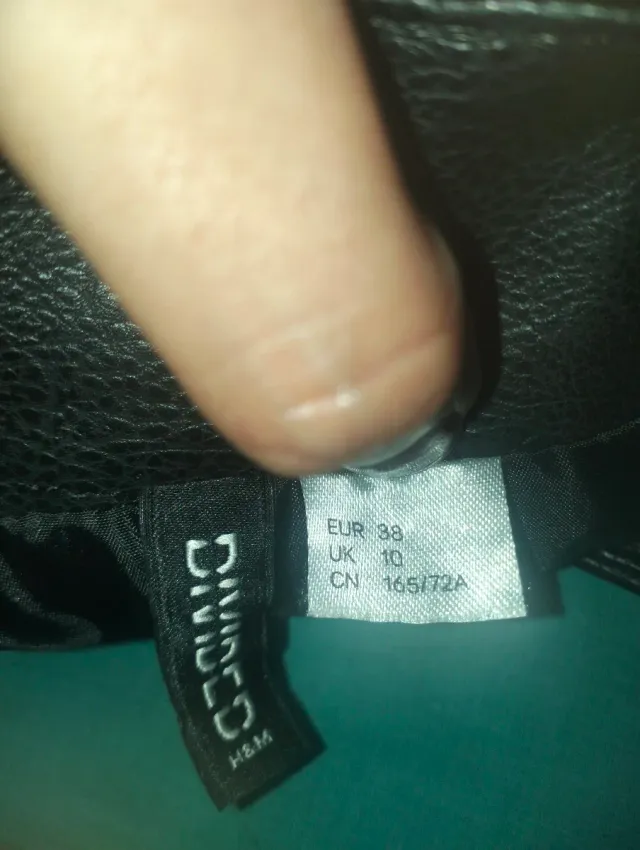 DIVIDED
H&M
EUR 38
UK 10
CN 165/72A